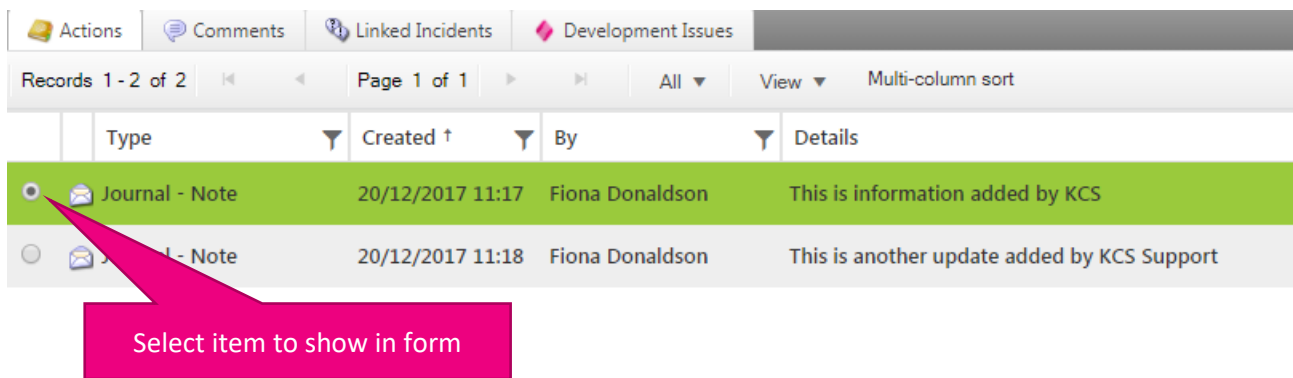 Actions Comments Linked Incidents Development Issues
Records 1 - 2 of 2 Page 1 of 1 All View Multi-column sort
Type Created ↑ By Details
Journal - Note 20/12/2017 11:17 Fiona Donaldson This is information added by KCS
- Note 20/12/2017 11:18 Fiona Donaldson This is another update added by KCS Support
Select item to show in form